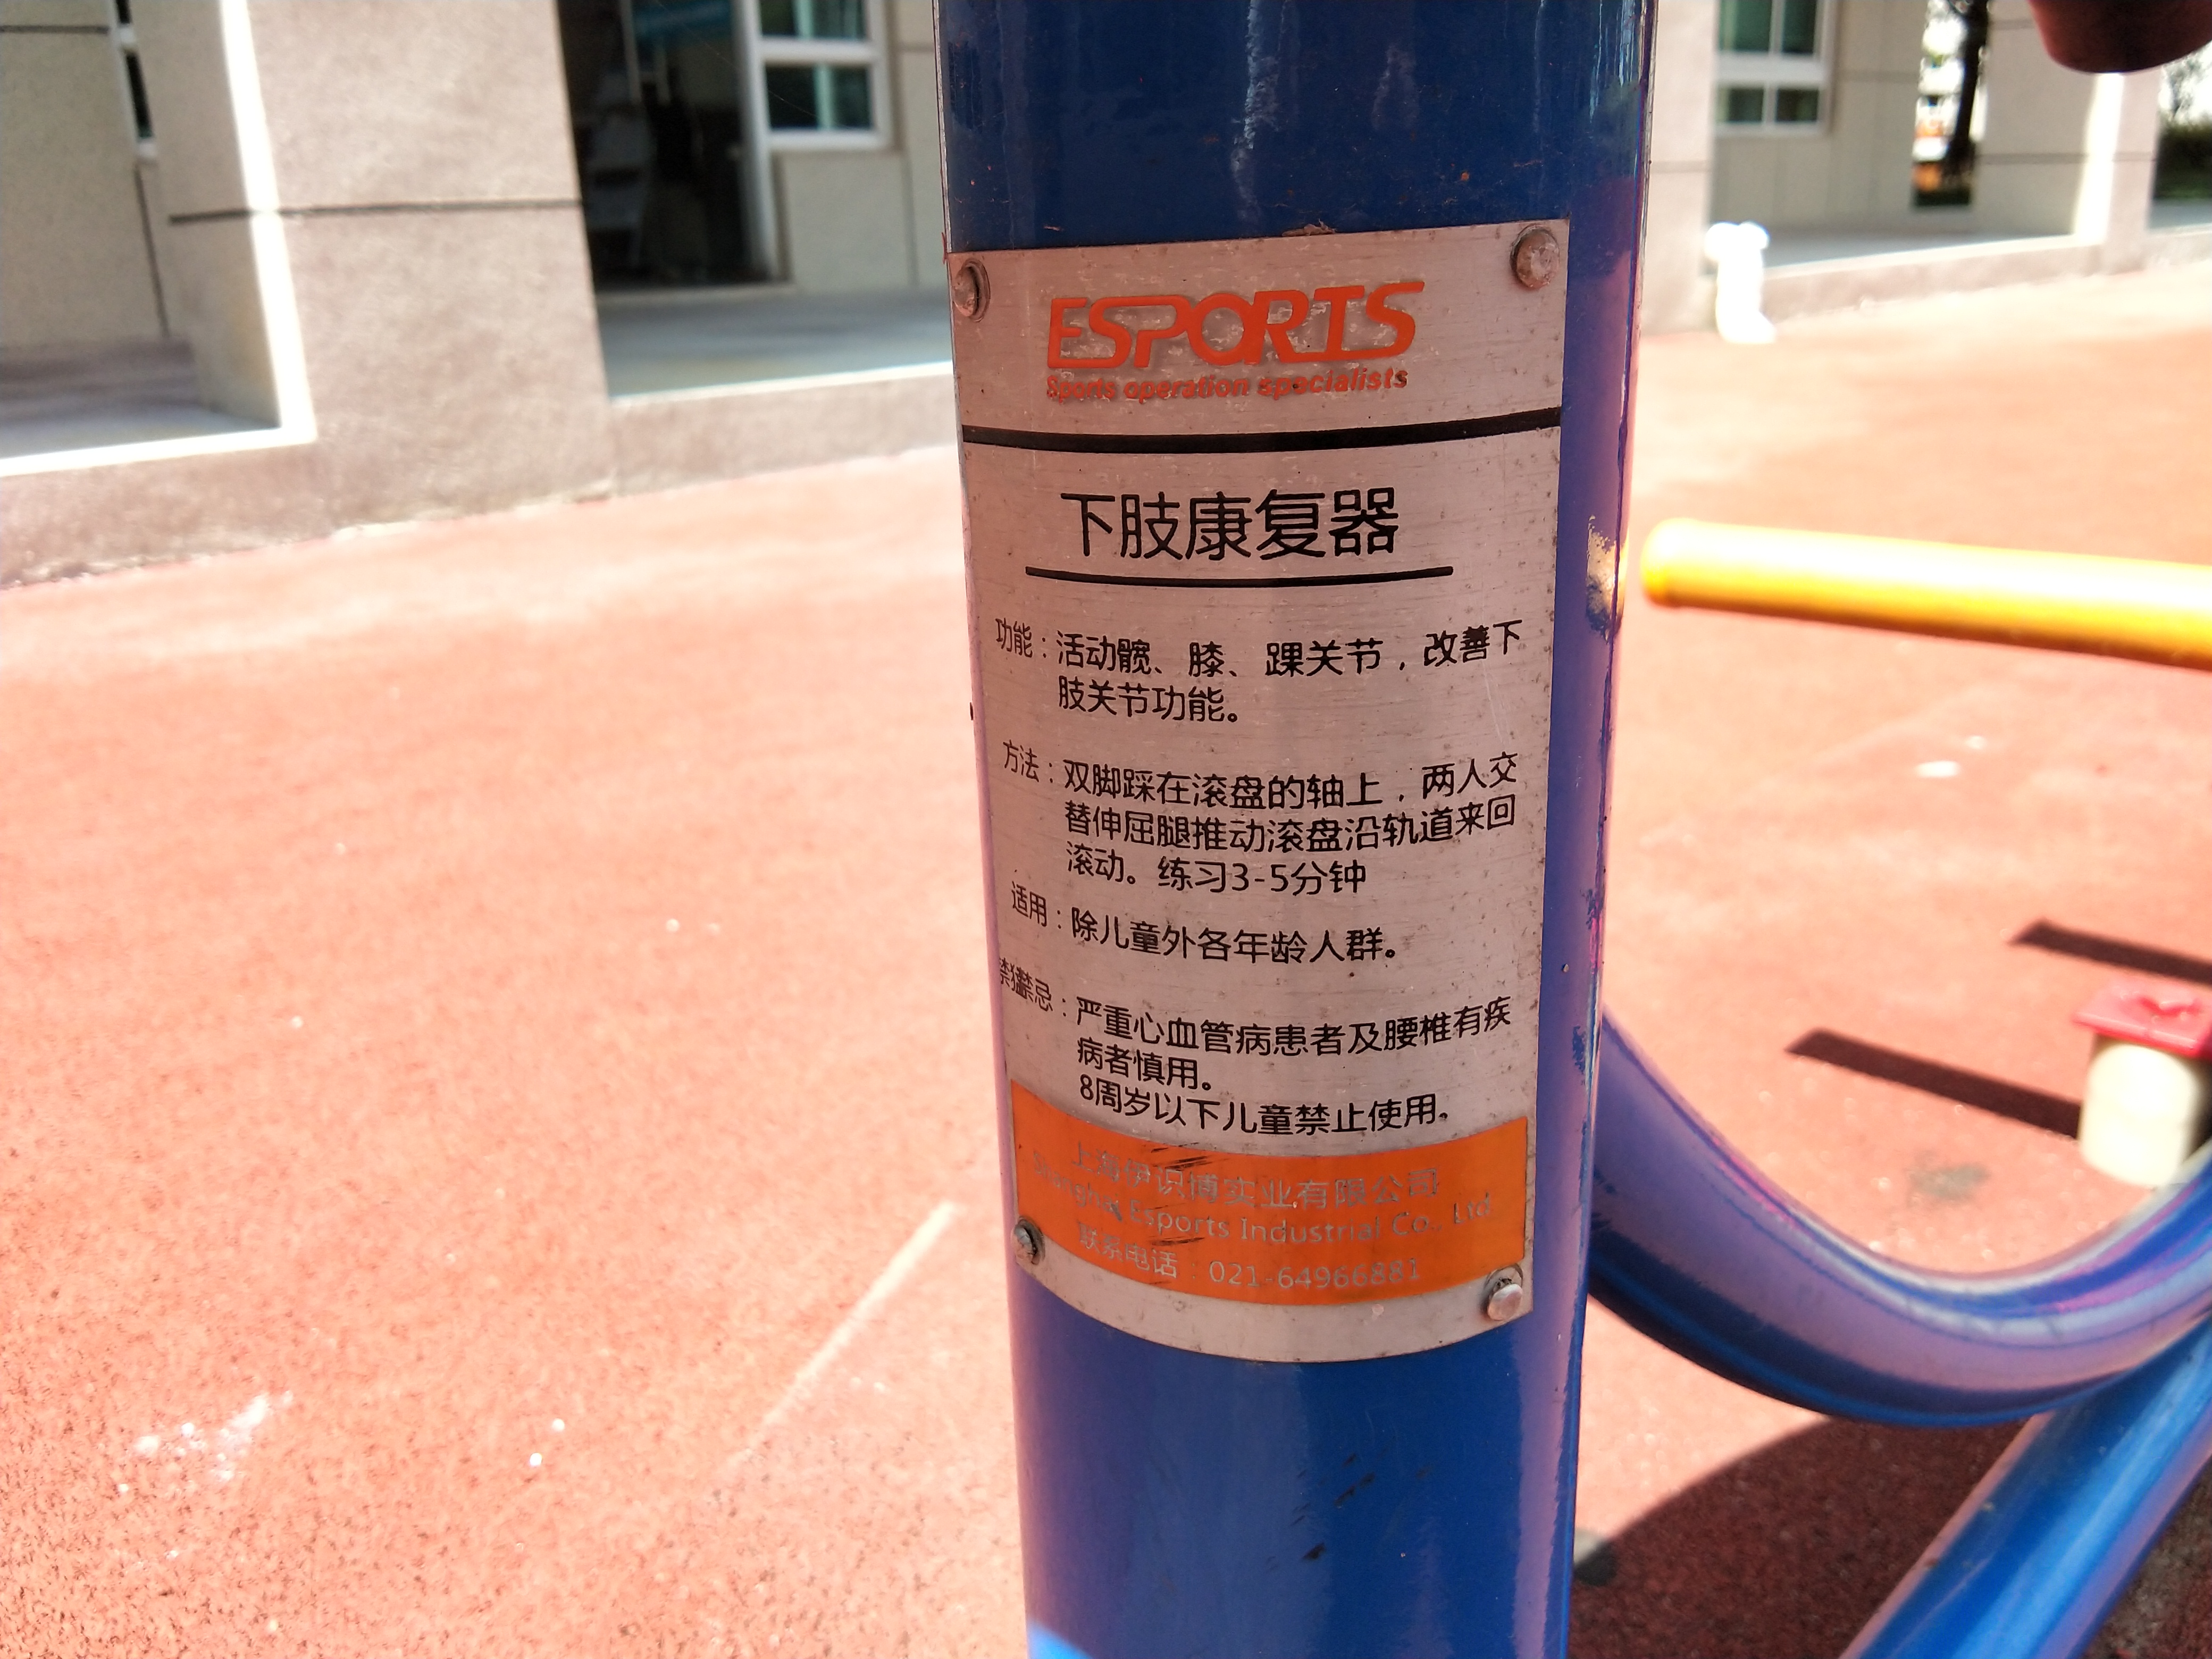 ESPORTS
Sports operation specialists
下肢康复器
功能：活动髋、膝、踝关节，改善下
肢关节功能。
方法：双脚踩在滚盘的轴上，两人交
替伸屈腿推动滚盘沿轨道来回
滚动。练习3-5分钟
适用：除儿童外各年龄人群。
禁忌：严重心血管病患者及腰椎有疾
病者慎用。
8周岁以下儿童禁止使用。
上海伊识博实业有限公司
Shanghai Esports Industrial Co., Ltd
联系电话：021-64966881